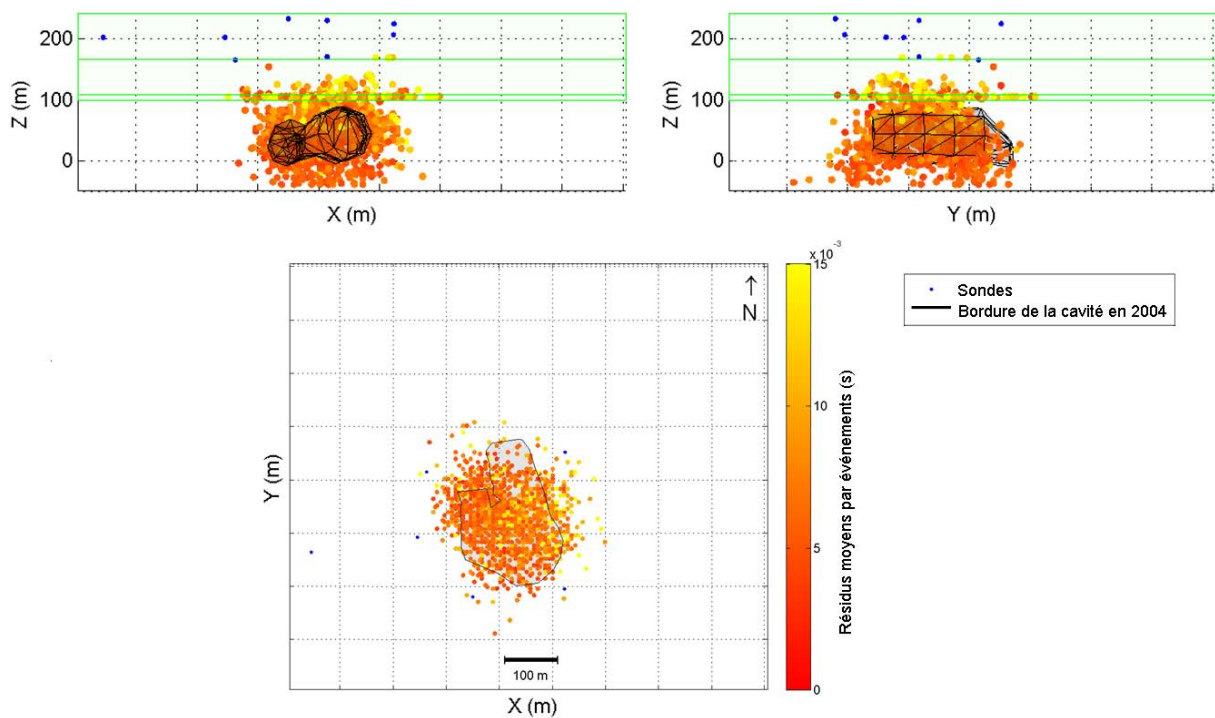 200
100
0
Z (m)
X (m)
200
100
0
Z (m)
Y (m)
N
Y (m)
X (m)
100 m
x 10⁻³
15
10
5
0
Résidus moyens par événements (s)
Sondes
Bordure de la cavité en 2004